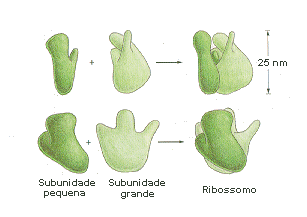 +
25 nm
+
Subunidade pequena
Subunidade grande
Ribossomo